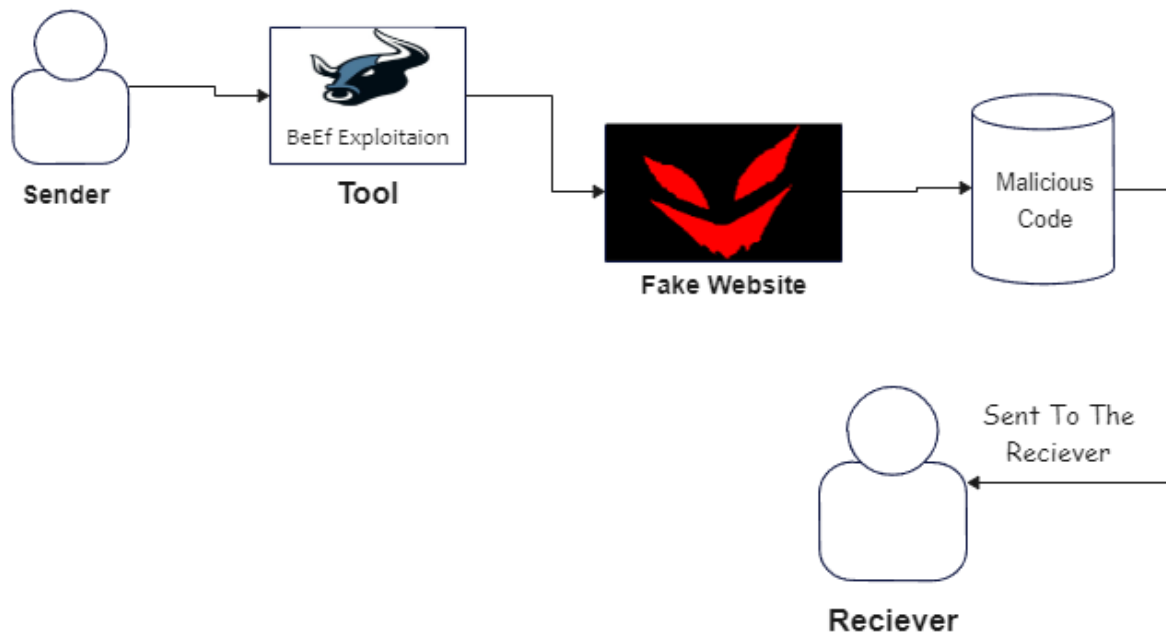 BeEf Exploitaion
Sender
Tool
Malicious
Code
Fake Website
Sent To The
Reciever
Reciever